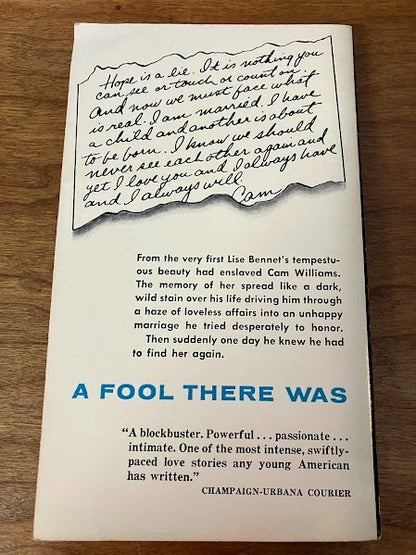 Hope is a lie. It is nothing you
can see or touch or count on.
And now we must face what
is real. I am married. I have
a child and another is about
to be born. I know we should
never see each other again and
yet I love you and I always have
and I always will.
Cam
From the very first Lise Bennet's tempestu-
ous beauty had enslaved Cam Williams.
The memory of her spread like a dark,
wild stain over his life driving him through
a haze of loveless affairs into an unhappy
marriage he tried desperately to honor.
Then suddenly one day he knew he had
to find her again.
A FOOL THERE WAS
"A blockbuster. Powerful . . . passionate . . .
intimate. One of the most intense, swiftly-
paced love stories any young American
has written."
CHAMPAIGN-URBANA COURIER